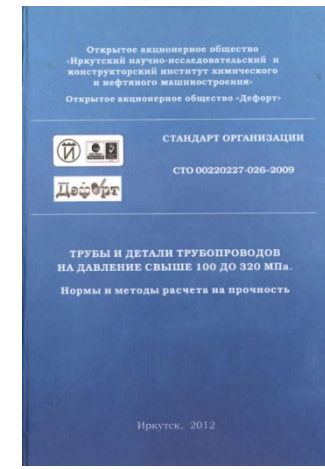 Открытое акционерное общество
«Иркутский научно-исследовательский и
конструкторский институт химического
и нефтяного машиностроения»
Открытое акционерное общество «Дефорт»
СТАНДАРТ ОРГАНИЗАЦИИ
СТО 00220227-026-2009
Дефорт
ТРУБЫ И ДЕТАЛИ ТРУБОПРОВОДОВ
НА ДАВЛЕНИЕ СВЫШЕ 100 ДО 320 МПа.
Нормы и методы расчета на прочность
Иркутск, 2012